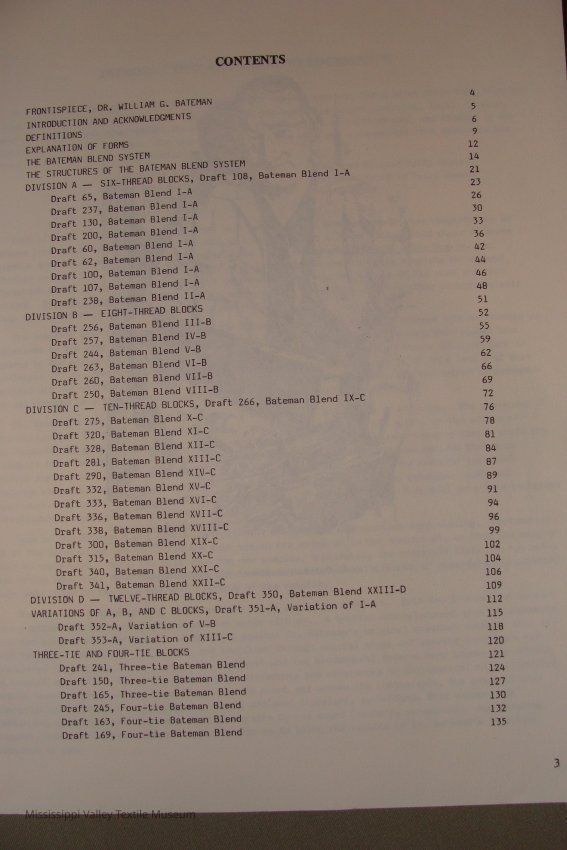 CONTENTS
FRONTISPIECE, DR. WILLIAM G. BATEMAN 4
INTRODUCTION AND ACKNOWLEDGMENTS 5
DEFINITIONS 6
EXPLANATION OF FORMS 9
THE BATEMAN BLEND SYSTEM 12
THE STRUCTURES OF THE BATEMAN BLEND SYSTEM 14
DIVISION A — SIX-THREAD BLOCKS, Draft 108, Bateman Blend I-A 21
Draft 65, Bateman Blend I-A 23
Draft 237, Bateman Blend I-A 26
Draft 130, Bateman Blend I-A 30
Draft 200, Bateman Blend I-A 33
Draft 60, Bateman Blend I-A 36
Draft 62, Bateman Blend I-A 42
Draft 100, Bateman Blend I-A 44
Draft 107, Bateman Blend I-A 46
Draft 238, Bateman Blend II-A 48
DIVISION B — EIGHT-THREAD BLOCKS 51
Draft 256, Bateman Blend III-B 52
Draft 257, Bateman Blend IV-B 55
Draft 244, Bateman Blend V-B 59
Draft 263, Bateman Blend VI-B 62
Draft 260, Bateman Blend VII-B 66
Draft 250, Bateman Blend VIII-B 69
DIVISION C — TEN-THREAD BLOCKS, Draft 266, Bateman Blend IX-C 72
Draft 275, Bateman Blend X-C 76
Draft 320, Bateman Blend XI-C 78
Draft 328, Bateman Blend XII-C 81
Draft 281, Bateman Blend XIII-C 84
Draft 290, Bateman Blend XIV-C 87
Draft 332, Bateman Blend XV-C 89
Draft 333, Bateman Blend XVI-C 91
Draft 336, Bateman Blend XVII-C 94
Draft 338, Bateman Blend XVIII-C 96
Draft 300, Bateman Blend XIX-C 99
Draft 315, Bateman Blend XX-C 102
Draft 340, Bateman Blend XXI-C 104
Draft 341, Bateman Blend XXII-C 106
DIVISION D — TWELVE-THREAD BLOCKS, Draft 350, Bateman Blend XXIII-D 109
VARIATIONS OF A, B, AND C BLOCKS, Draft 351-A, Variation of I-A 112
Draft 352-A, Variation of V-B 115
Draft 353-A, Variation of XIII-C 118
THREE-TIE AND FOUR-TIE BLOCKS 120
Draft 241, Three-tie Bateman Blend 121
Draft 150, Three-tie Bateman Blend 124
Draft 165, Three-tie Bateman Blend 127
Draft 245, Four-tie Bateman Blend 130
Draft 163, Four-tie Bateman Blend 132
Draft 169, Four-tie Bateman Blend 135
3
Mississippi Valley Textile Museum